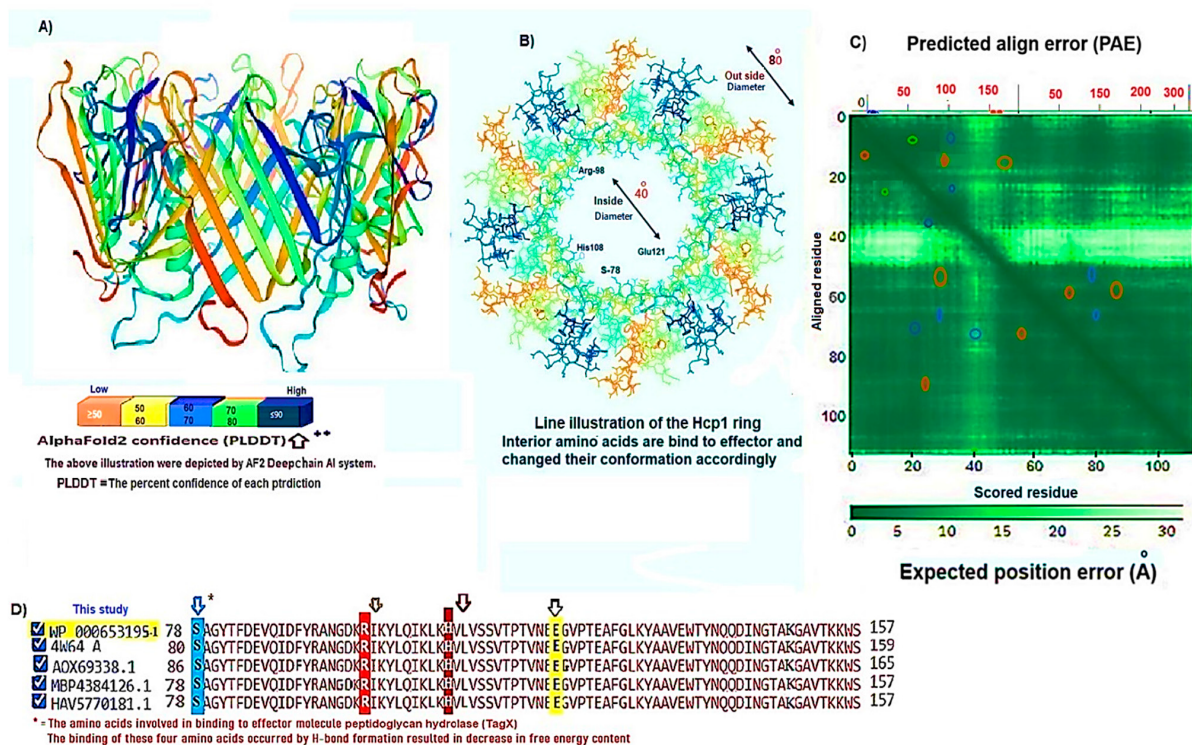 A)
Low High
≥50 50 60 60 70 70 80 ≤90
AlphaFold2 confidence (PLDDT) ++
The above illustration were depicted by AF2 Deepchain AI system.
PLDDT =The percent confidence of each ptrdiction
B)
80
Out side
Diameter
Arg-98
40
Inside
Diameter
His108
Glu121
S-78
Line illustration of the Hcp1 ring
Interior amino acids are bind to effector and
changed their conformation accordingly
C)
Predicted align error (PAE)
0 50 100 150 50 150 200 300
Aligned residue
0
20
40
60
80
100
0 20 40 60 80 100
Scored residue
0 5 10 15 20 25 30
Expected position error (Å)
D)
This study *
WP_000653195.1 78 SAGYTFDEVQIDFYRANGDKRIKYLQIKLKHVLVSSVTPTVNEEGVPTEAFGLKYAAVEWTYNQQDINGTAKGAVTKKWS 157
4W64 A 80 SAGYTFDEVQIDFYRANGDKRIKYLQIKLKHVLVSSVTPTVNEEGVPTEAFGLKYAAVEWTYNQQDINGTAKGAVTKKWS 159
AOX69338.1 86 SAGYTFDEVQIDFYRANGDKRIKYLQIKLKHVLVSSVTPTVNEEGVPTEAFGLKYAAVEWTYNQQDINGTAKGAVTKKWS 165
MBP4384126.1 78 SAGYTFDEVQIDFYRANGDKRIKYLQIKLKHVLVSSVTPTVNEEGVPTEAFGLKYAAVEWTYNQQDINGTAKGAVTKKWS 157
HAV5770181.1 78 SAGYTFDEVQIDFYRANGDKRIKYLQIKLKHVLVSSVTPTVNEEGVPTEAFGLKYAAVEWTYNQQDINGTAKGAVTKKWS 157
* = The amino acids involved in binding to effector molecule peptidoglycan hydrolase (TagX)
The binding of these four amino acids occurred by H-bond formation resulted in decrease in free energy content